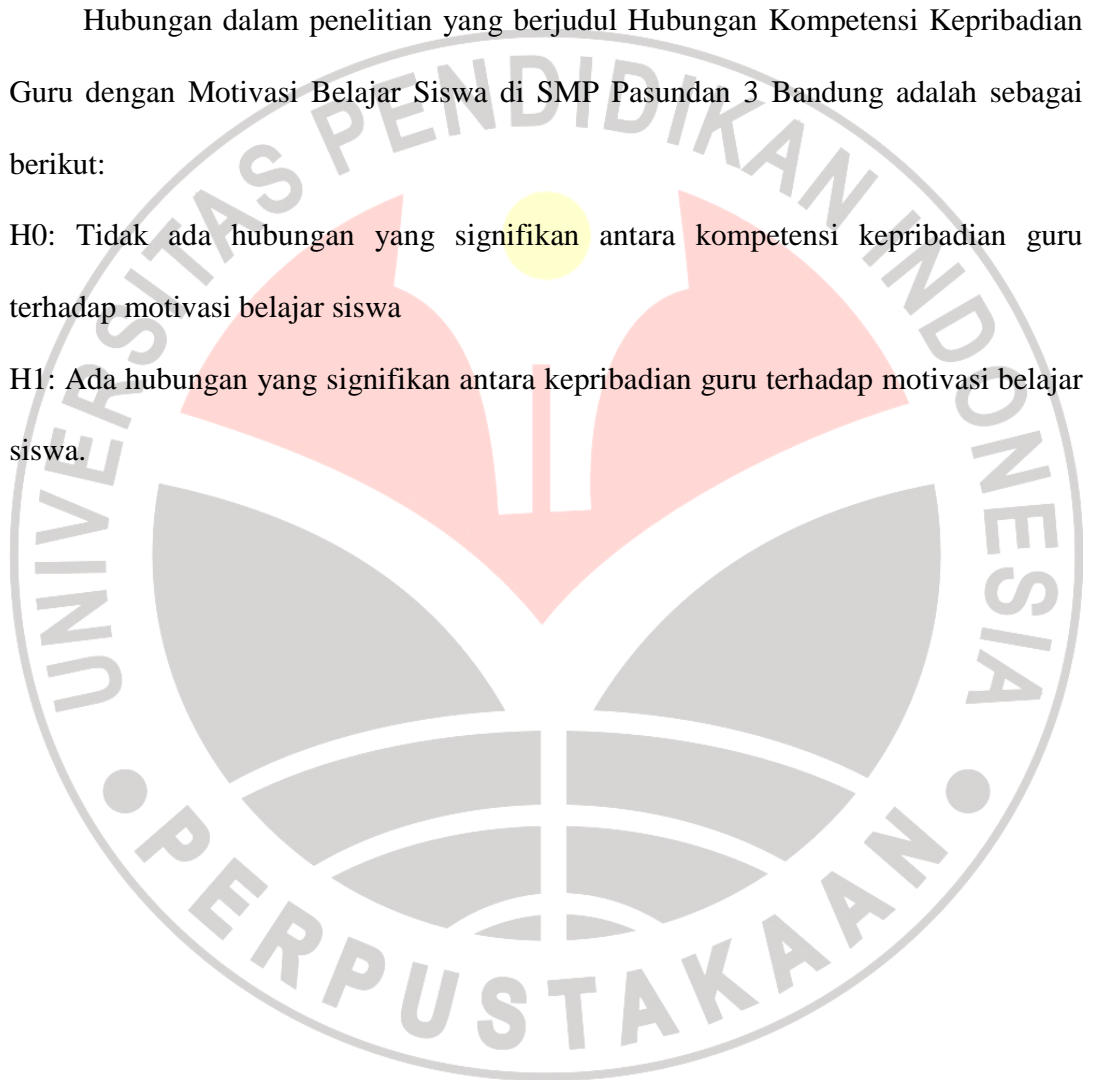 Hubungan dalam penelitian yang berjudul Hubungan Kompetensi Kepribadian
Guru dengan Motivasi Belajar Siswa di SMP Pasundan 3 Bandung adalah sebagai
berikut:
H0: Tidak ada hubungan yang signifikan antara kompetensi kepribadian guru
terhadap motivasi belajar siswa
H1: Ada hubungan yang signifikan antara kepribadian guru terhadap motivasi belajar
siswa.
UNIVERSITAS PENDIDIKAN INDONESIA
PERPUSTAKAAN